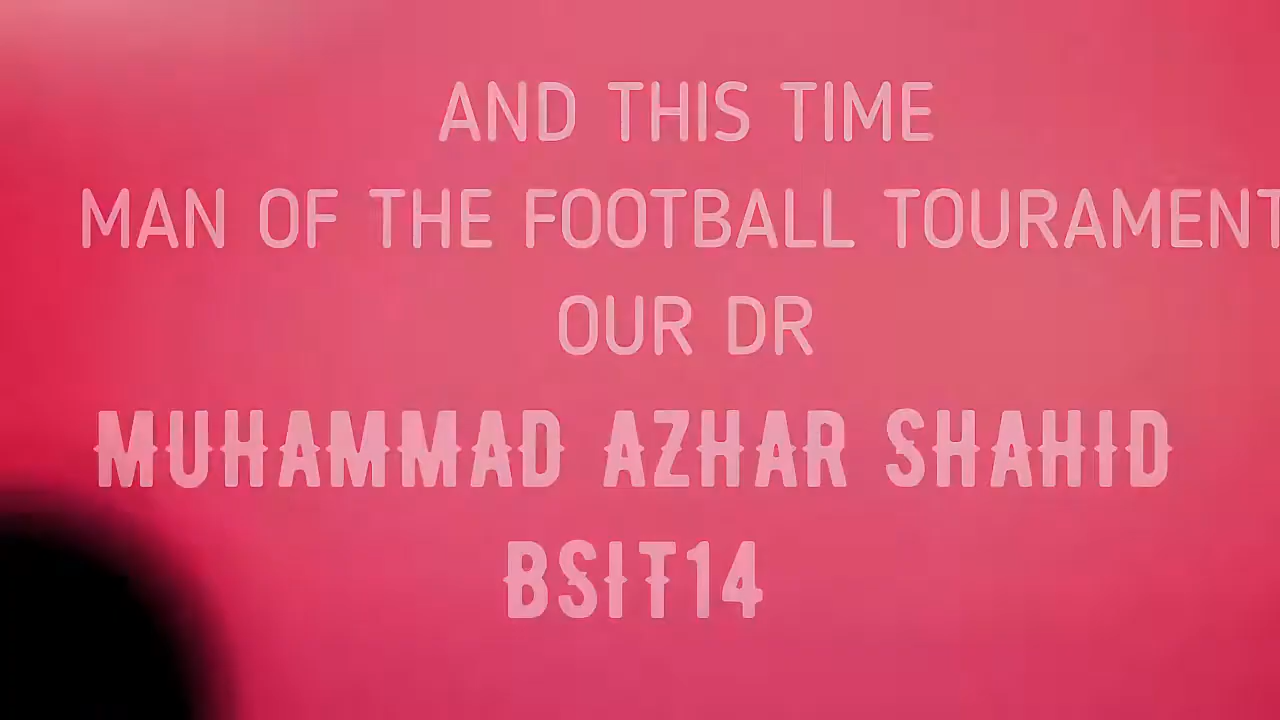 AND THIS TIME
MAN OF THE FOOTBALL TOURAMENT
OUR DR
MUHAMMAD AZHAR SHAHID
BSIT14